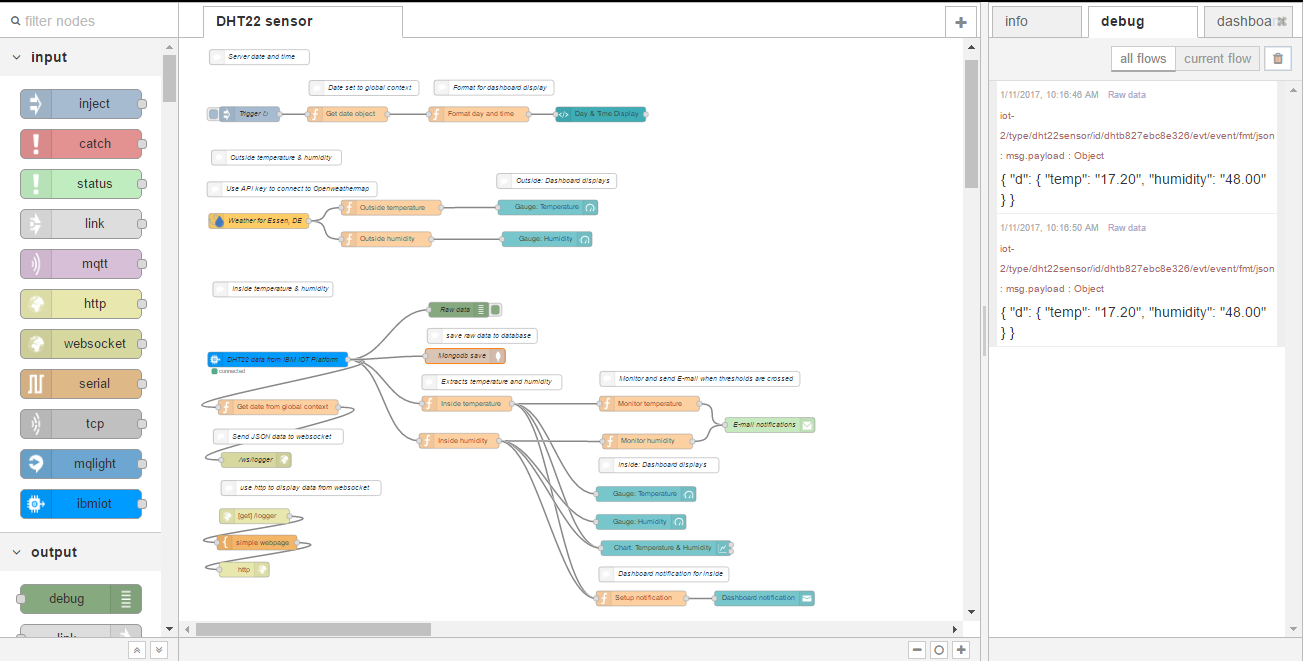 filter nodes
input
inject
catch
status
link
mqtt
http
websocket
serial
tcp
mqlight
ibmiot
output
debug
link
DHT22 sensor
Server date and time
Date set to global context
Format for dashboard display
Trigger ↻
Get date object
Format day and time
Day & Time Display
Outside temperature & humidity
Use API key to connect to Openweathermap
Outside: Dashboard displays
Outside temperature
Gauge: Temperature
Weather for Essen, DE
Outside humidity
Gauge: Humidity
Inside temperature & humidity
Raw data
save raw data to database
Mongodb save
DHT22 data from IBM IOT Platform
connected
Extracts temperature and humidity
Monitor and send E-mail when thresholds are crossed
Get date from global context
Inside temperature
Monitor temperature
E-mail notifications
Send JSON data to websocket
Inside humidity
Monitor humidity
/ws/logger
Inside: Dashboard displays
use http to display data from websocket
Gauge: Temperature
[get] /logger
Gauge: Humidity
simple webpage
Chart: Temperature & Humidity
http
Dashboard notification for Inside
Setup notification
Dashboard notification
info
debug
dashboa
all flows
current flow
1/11/2017, 10:16:46 AM Raw data
iot-
2/type/dht22sensor/id/dhtb827ebc8e326/evt/event/fmt/json
: msg.payload : Object
{ "d": { "temp": "17.20", "humidity": "48.00"
} }
1/11/2017, 10:16:50 AM Raw data
iot-
2/type/dht22sensor/id/dhtb827ebc8e326/evt/event/fmt/json
: msg.payload : Object
{ "d": { "temp": "17.20", "humidity": "48.00"
} }